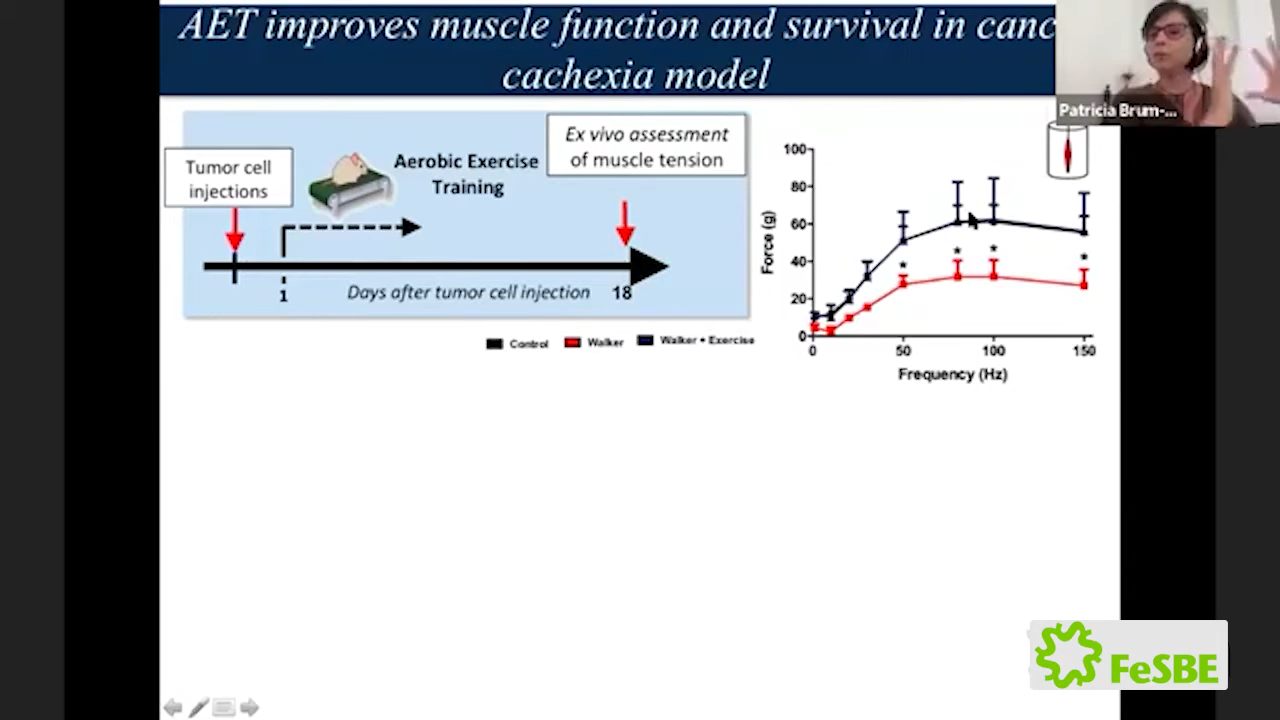 AET improves muscle function and survival in canc
cachexia model
Patricia Brum-...
Tumor cell
injections
Aerobic Exercise
Training
Ex vivo assessment
of muscle tension
1
Days after tumor cell injection
18
Control
Walker
Walker + Exercise
Force (g)
100
80
60
40
20
0
* * * *
0 50 100 150
Frequency (Hz)
FeSBE